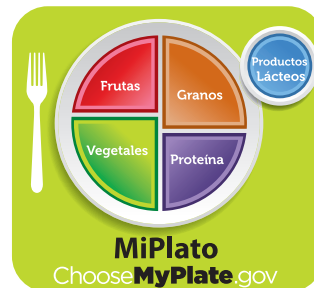 Productos
Lácteos
Frutas
Granos
Vegetales
Proteína
MiPlato
ChooseMyPlate.gov